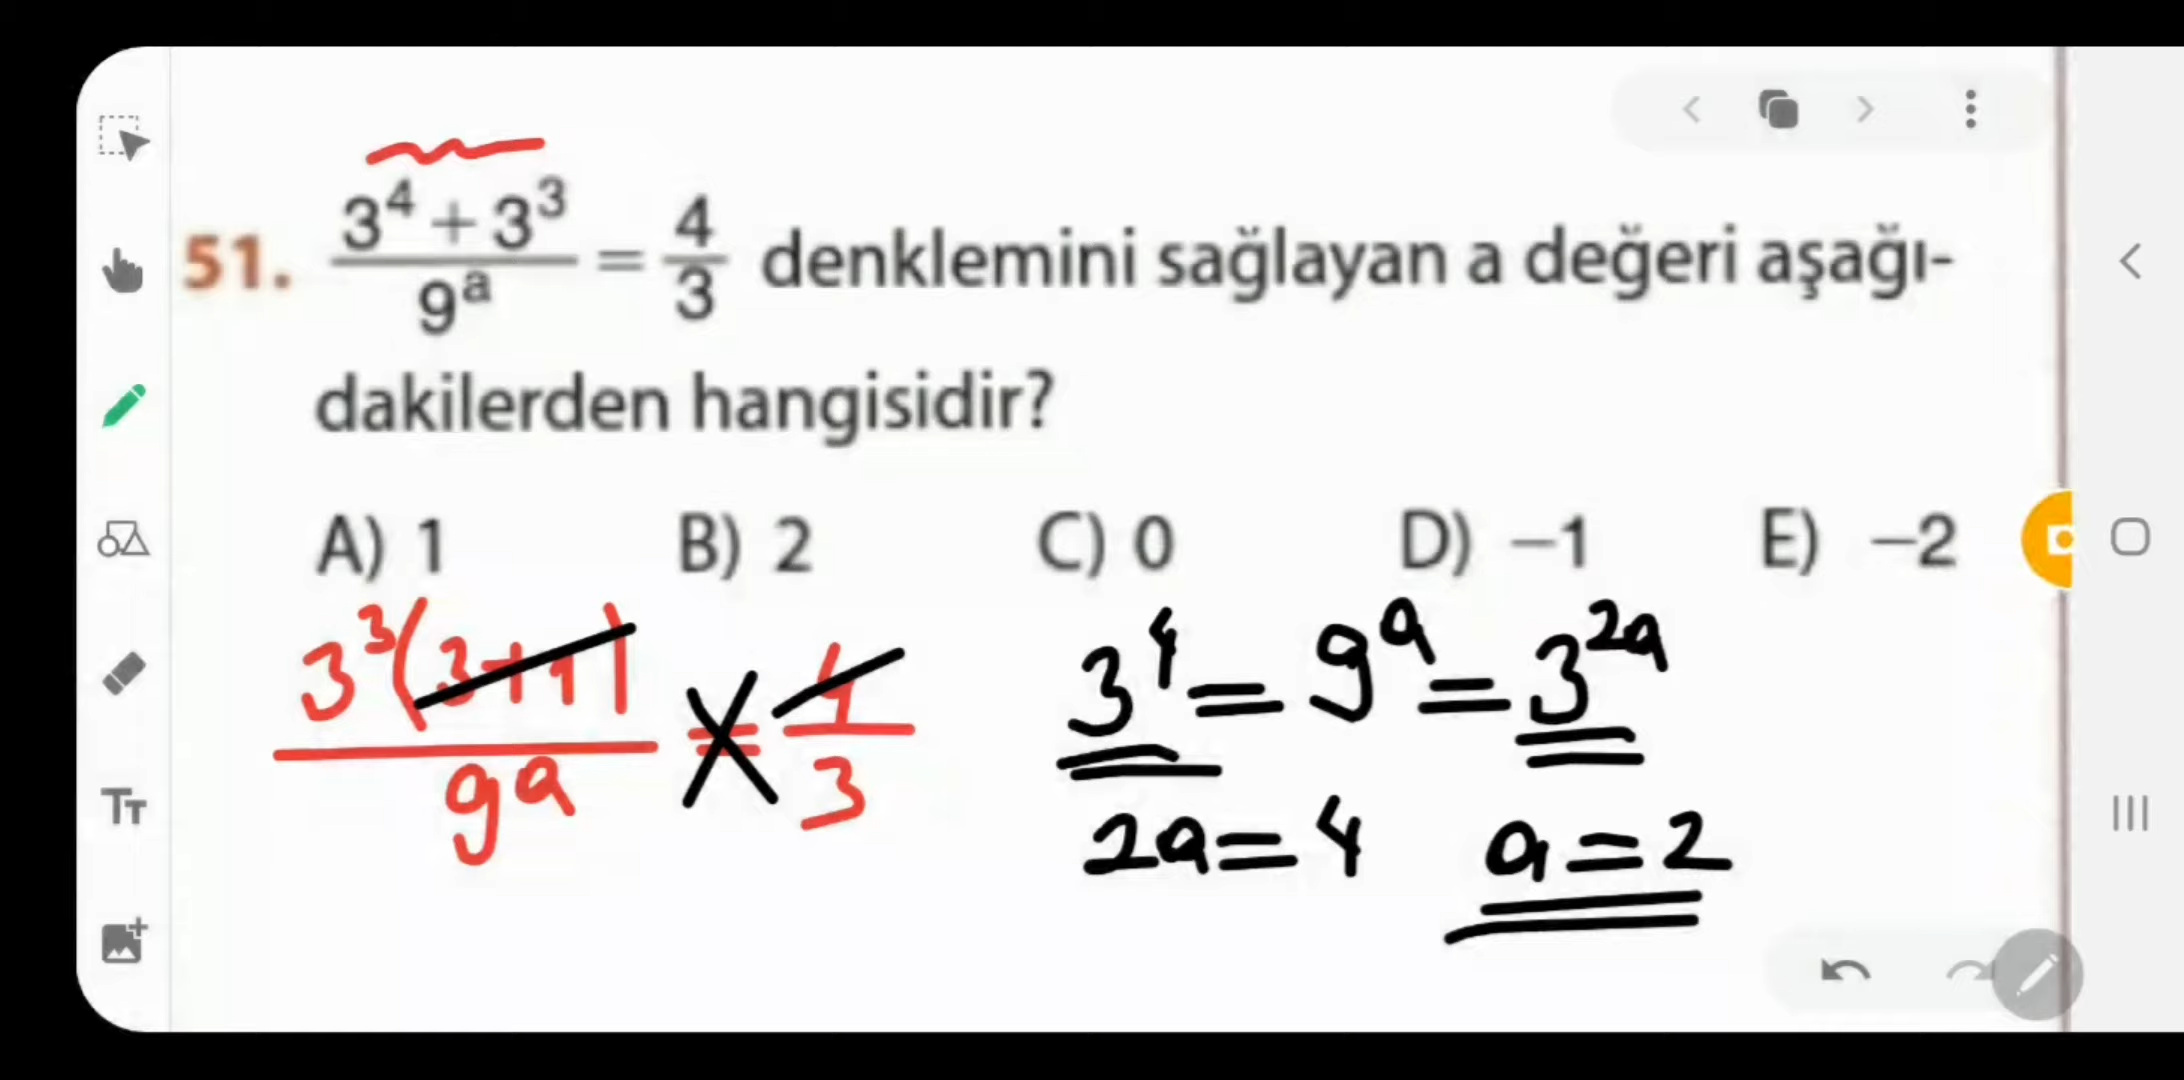 51. 3⁴ + 3³ / 9ᵃ = 4/3 denklemini sağlayan a değeri aşağı-
dakilerden hangisidir?
A) 1 B) 2 C) 0 D) −1 E) −2
3³(3+1) / 9ᵃ = 4/3
3⁴ = 9ᵃ = 3²ᵃ
2a = 4 a = 2
Tт